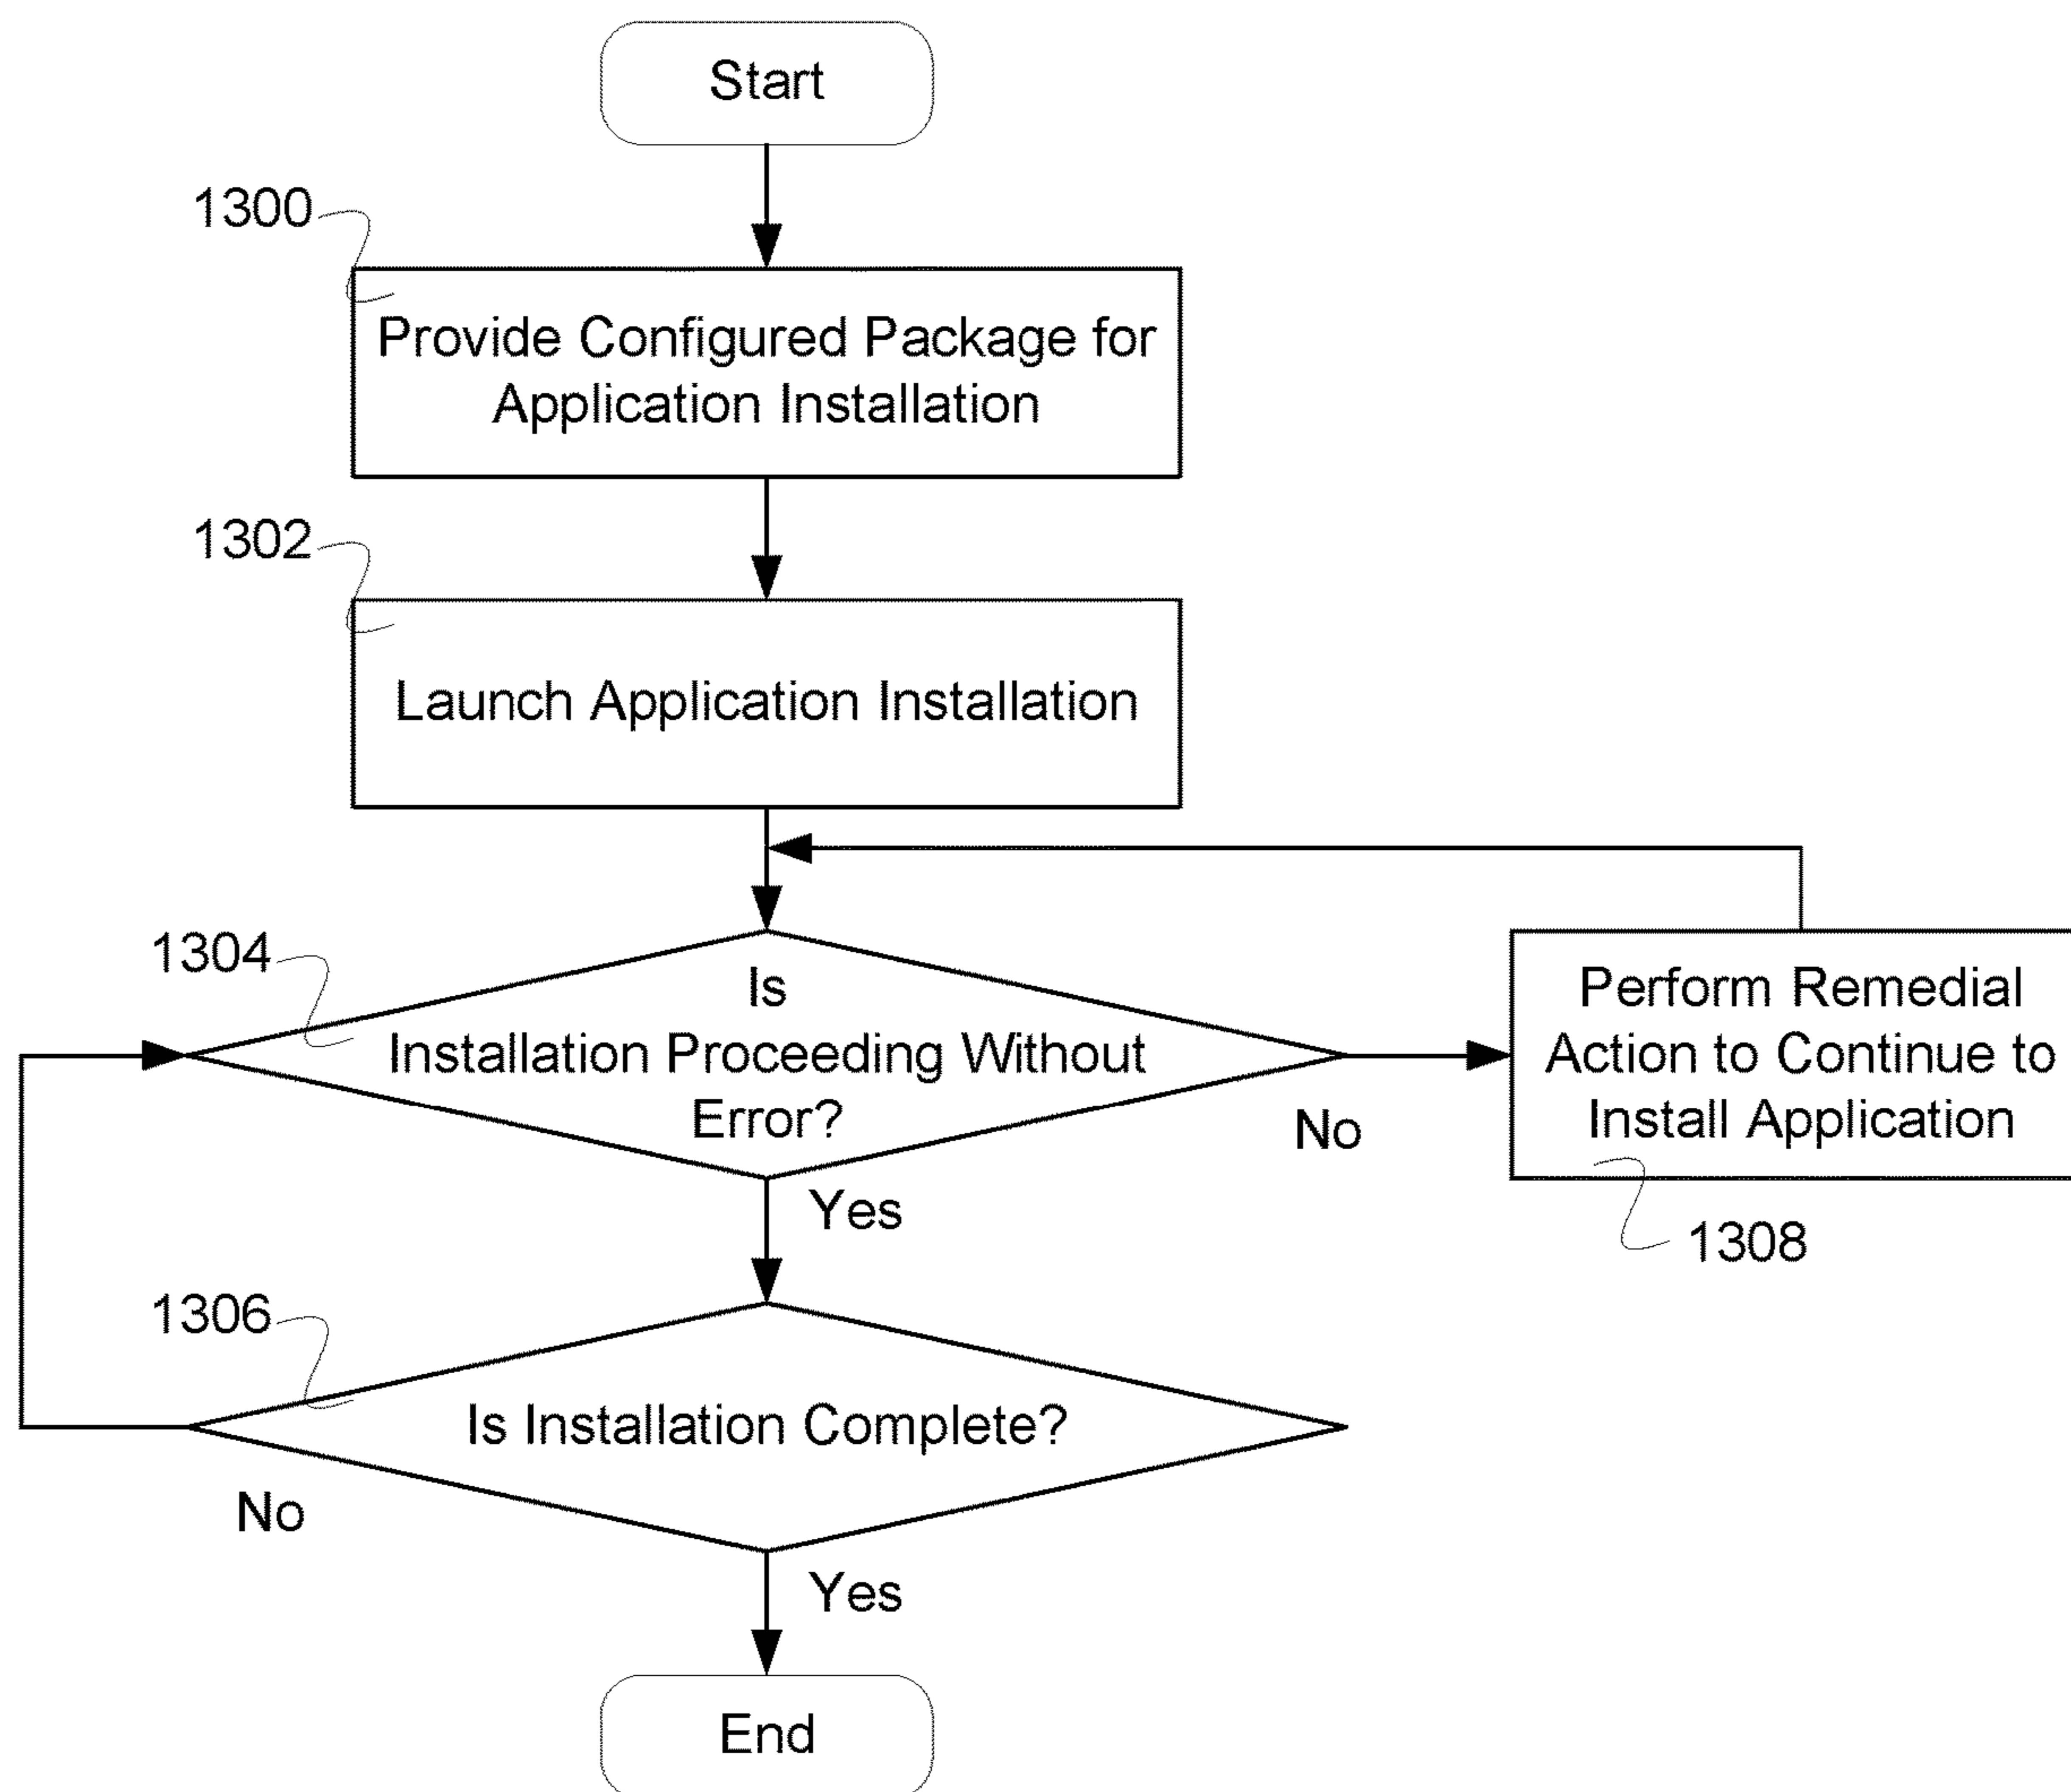 Start
1300
Provide Configured Package for
Application Installation
1302
Launch Application Installation
1304
Is
Installation Proceeding Without
Error?
No
Perform Remedial
Action to Continue to
Install Application
1308
Yes
1306
Is Installation Complete?
No
Yes
End